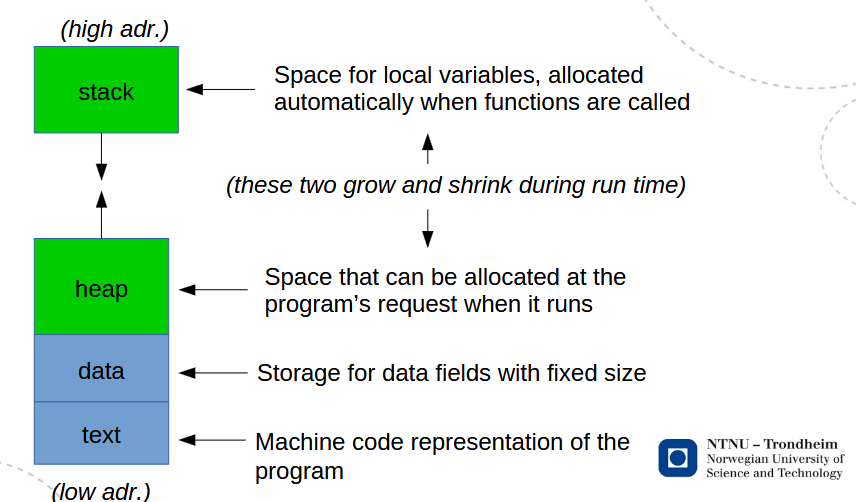 (high adr.)
stack
Space for local variables, allocated
automatically when functions are called
(these two grow and shrink during run time)
heap
Space that can be allocated at the
program’s request when it runs
data
Storage for data fields with fixed size
text
Machine code representation of the
program
(low adr.)
NTNU – Trondheim
Norwegian University of
Science and Technology